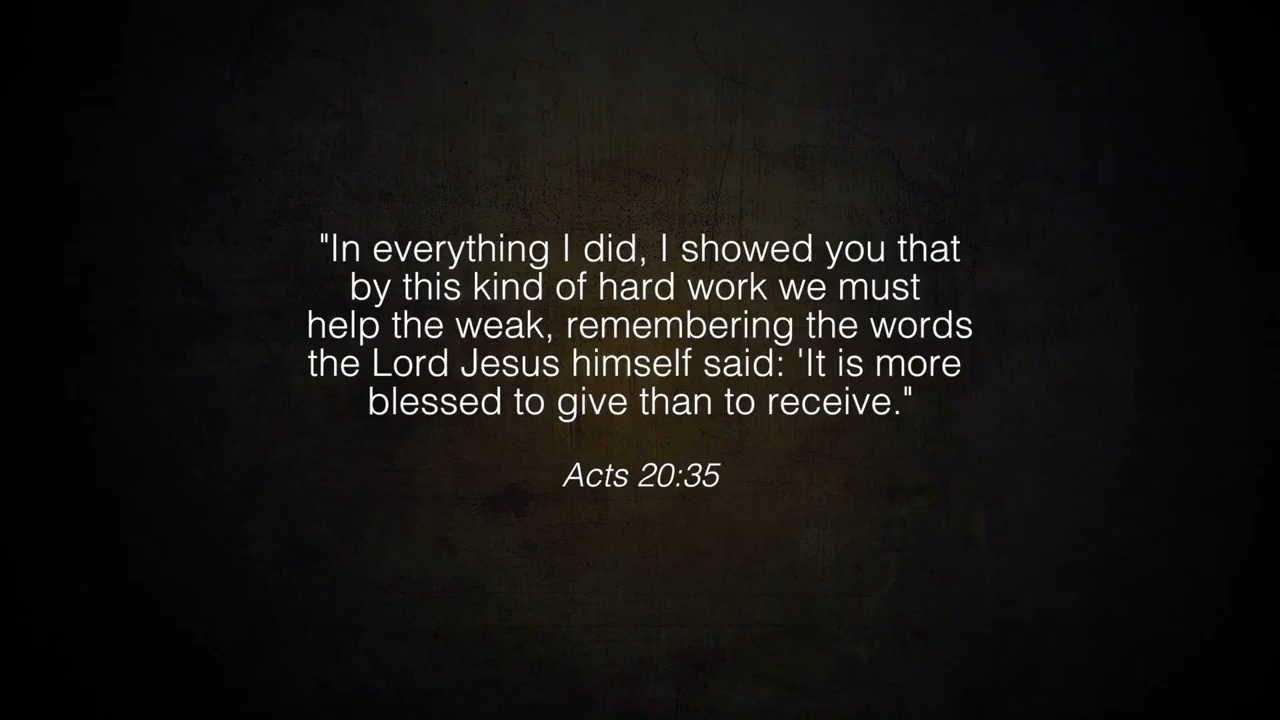 "In everything I did, I showed you that
by this kind of hard work we must
help the weak, remembering the words
the Lord Jesus himself said: 'It is more
blessed to give than to receive."
Acts 20:35